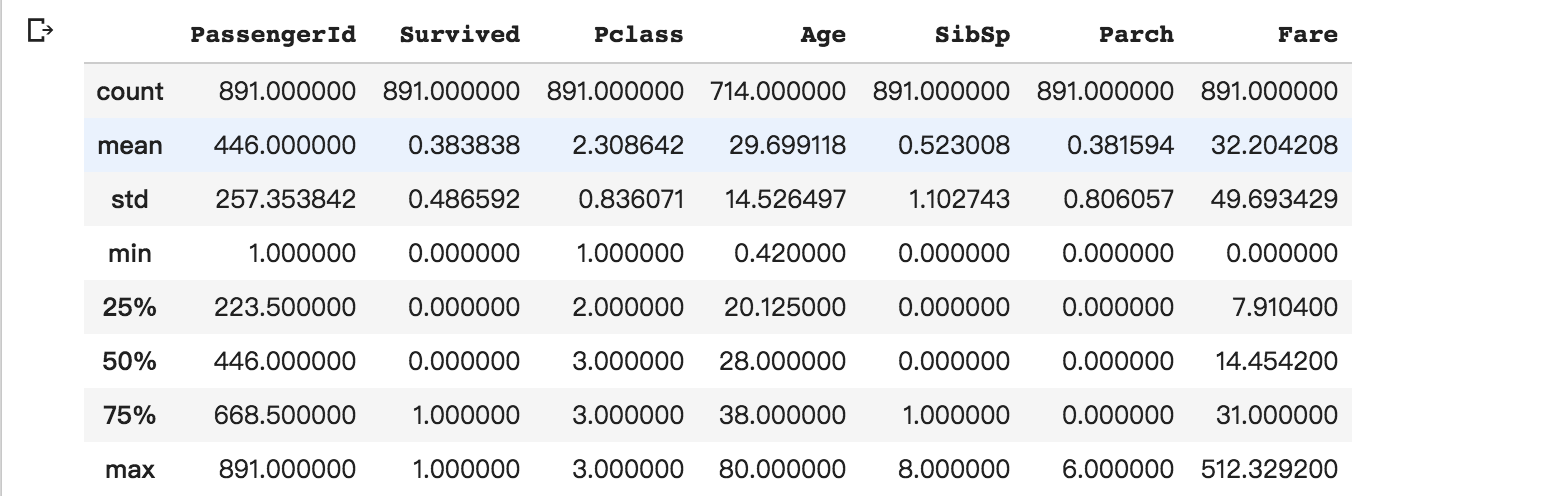 PassengerId Survived Pclass Age SibSp Parch Fare
count 891.000000 891.000000 891.000000 714.000000 891.000000 891.000000 891.000000
mean 446.000000 0.383838 2.308642 29.699118 0.523008 0.381594 32.204208
std 257.353842 0.486592 0.836071 14.526497 1.102743 0.806057 49.693429
min 1.000000 0.000000 1.000000 0.420000 0.000000 0.000000 0.000000
25% 223.500000 0.000000 2.000000 20.125000 0.000000 0.000000 7.910400
50% 446.000000 0.000000 3.000000 28.000000 0.000000 0.000000 14.454200
75% 668.500000 1.000000 3.000000 38.000000 1.000000 0.000000 31.000000
max 891.000000 1.000000 3.000000 80.000000 8.000000 6.000000 512.329200